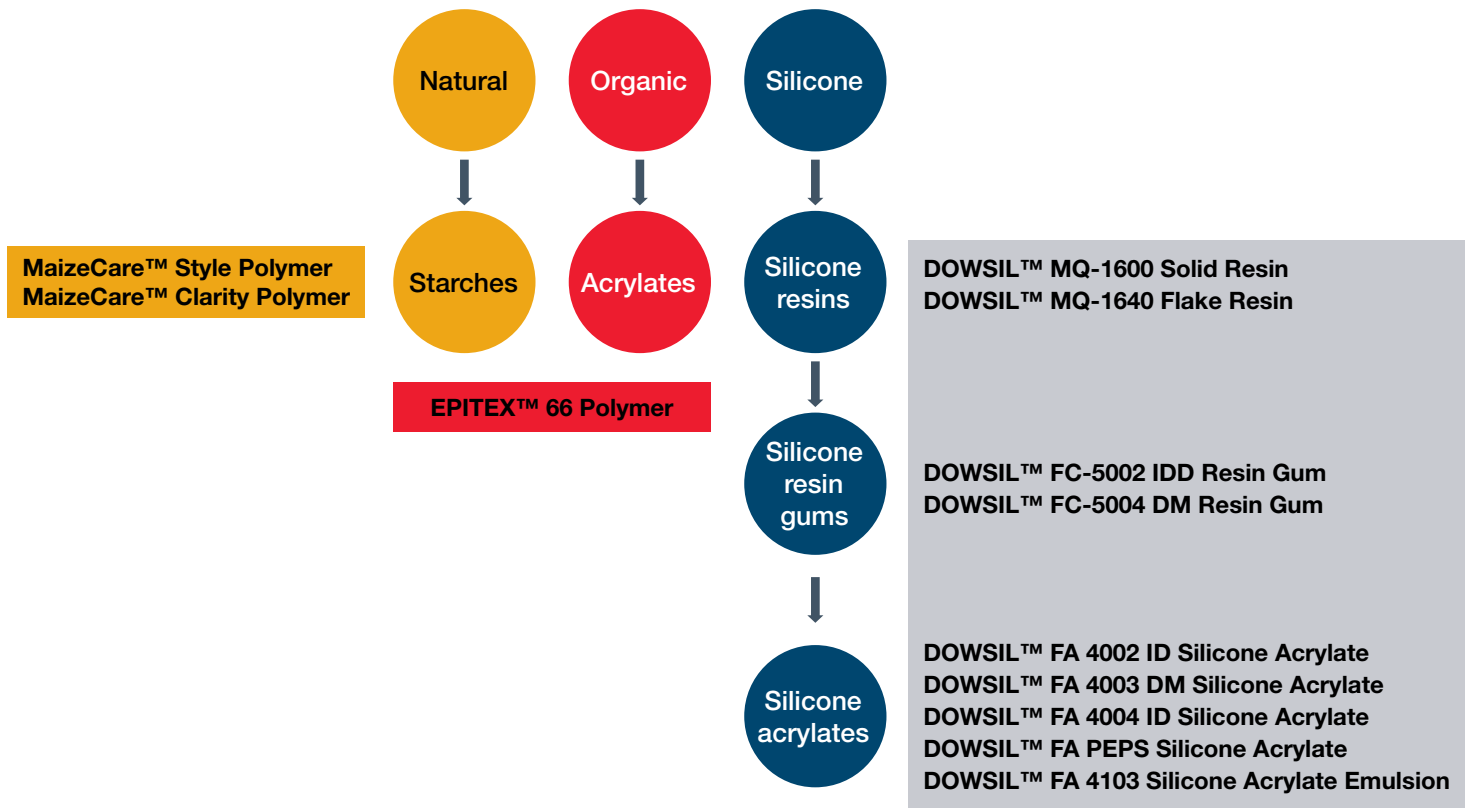 Natural
Organic
Silicone
MaizeCare™ Style Polymer
MaizeCare™ Clarity Polymer
Starches
Acrylates
Silicone
resins
DOWSIL™ MQ-1600 Solid Resin
DOWSIL™ MQ-1640 Flake Resin
EPITEX™ 66 Polymer
Silicone
resin
gums
DOWSIL™ FC-5002 IDD Resin Gum
DOWSIL™ FC-5004 DM Resin Gum
Silicone
acrylates
DOWSIL™ FA 4002 ID Silicone Acrylate
DOWSIL™ FA 4003 DM Silicone Acrylate
DOWSIL™ FA 4004 ID Silicone Acrylate
DOWSIL™ FA PEPS Silicone Acrylate
DOWSIL™ FA 4103 Silicone Acrylate Emulsion